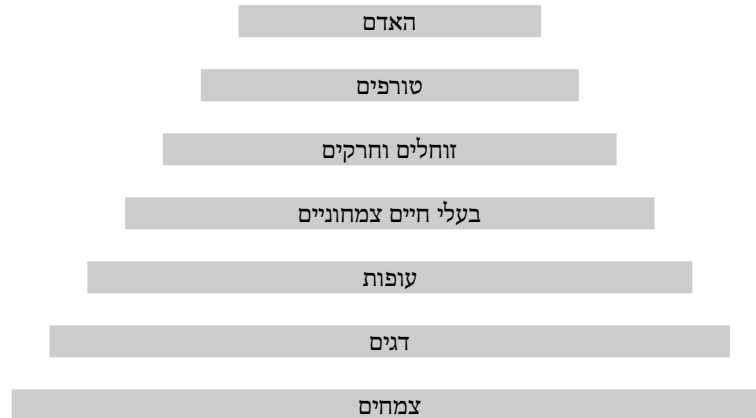 האדם
טורפים
זוחלים וחרקים
בעלי חיים צמחוניים
עופות
דגים
צמחים